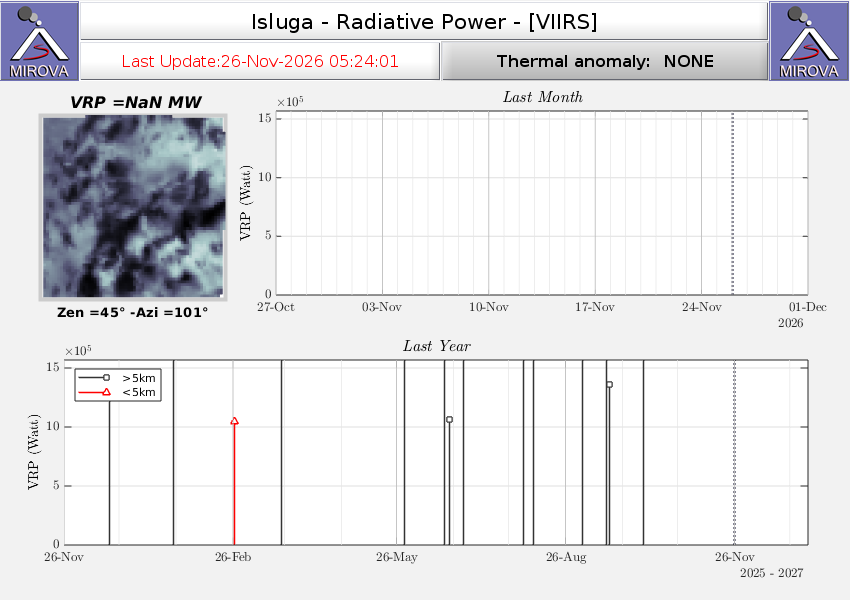 Isluga - Radiative Power - [VIIRS]
MIROVA
Last Update:26-Nov-2026 05:24:01
Thermal anomaly: NONE
MIROVA
VRP =NaN MW
Zen =45° -Azi =101°
Last Month
×10⁵
VRP (Watt)
15
10
5
0
27-Oct
03-Nov
10-Nov
17-Nov
24-Nov
01-Dec
2026
Last Year
×10⁵
VRP (Watt)
15
10
5
0
>5km
<5km
26-Nov
26-Feb
26-May
26-Aug
26-Nov
2025 - 2027